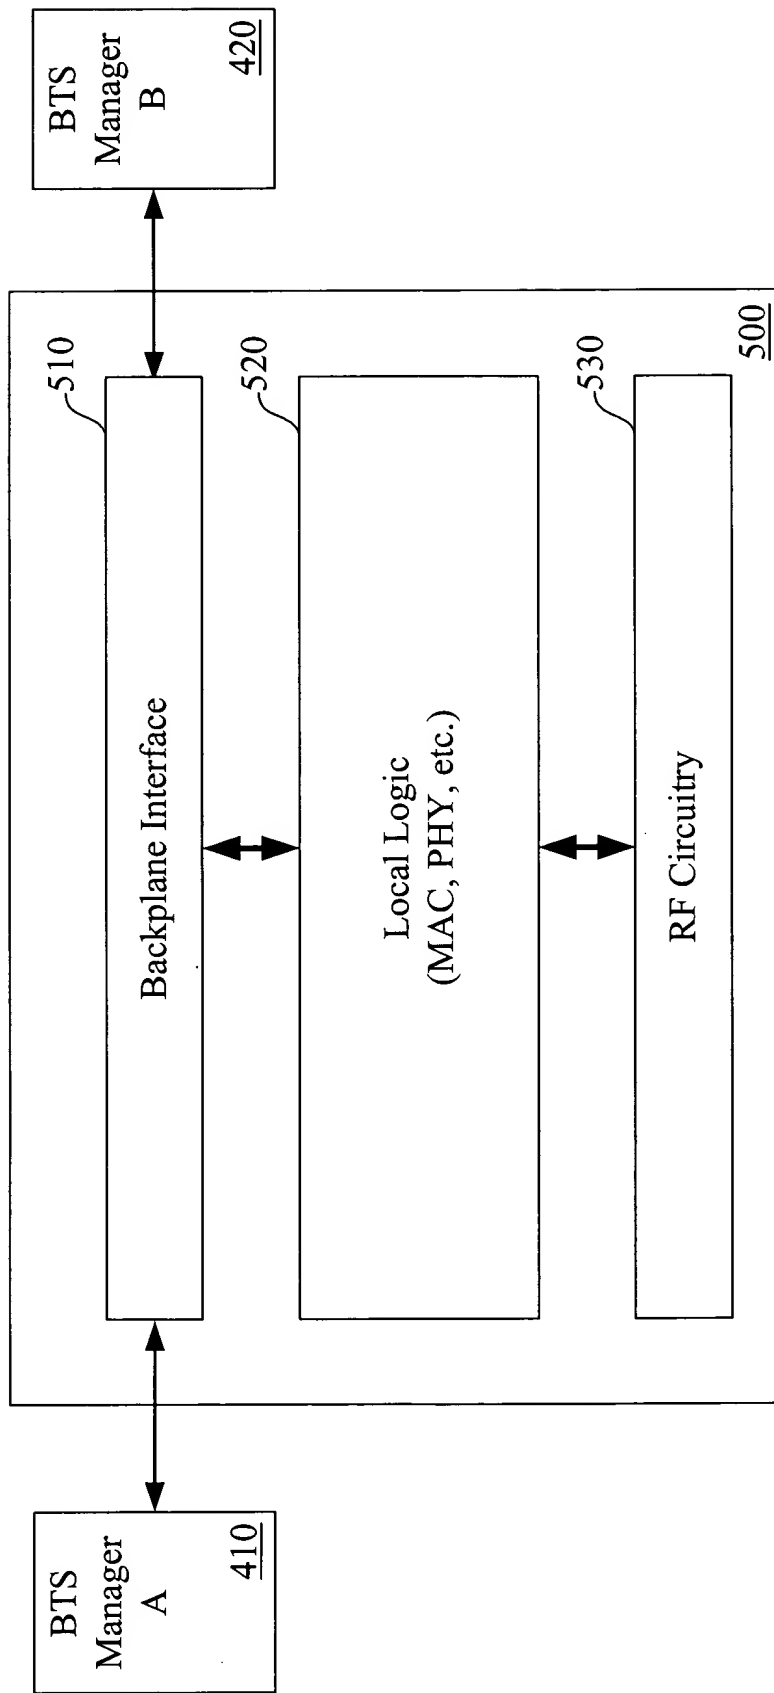 BTS
Manager
A
410
BTS
Manager
B
420
510
Backplane Interface
520
Local Logic
(MAC, PHY, etc.)
530
RF Circuitry
500